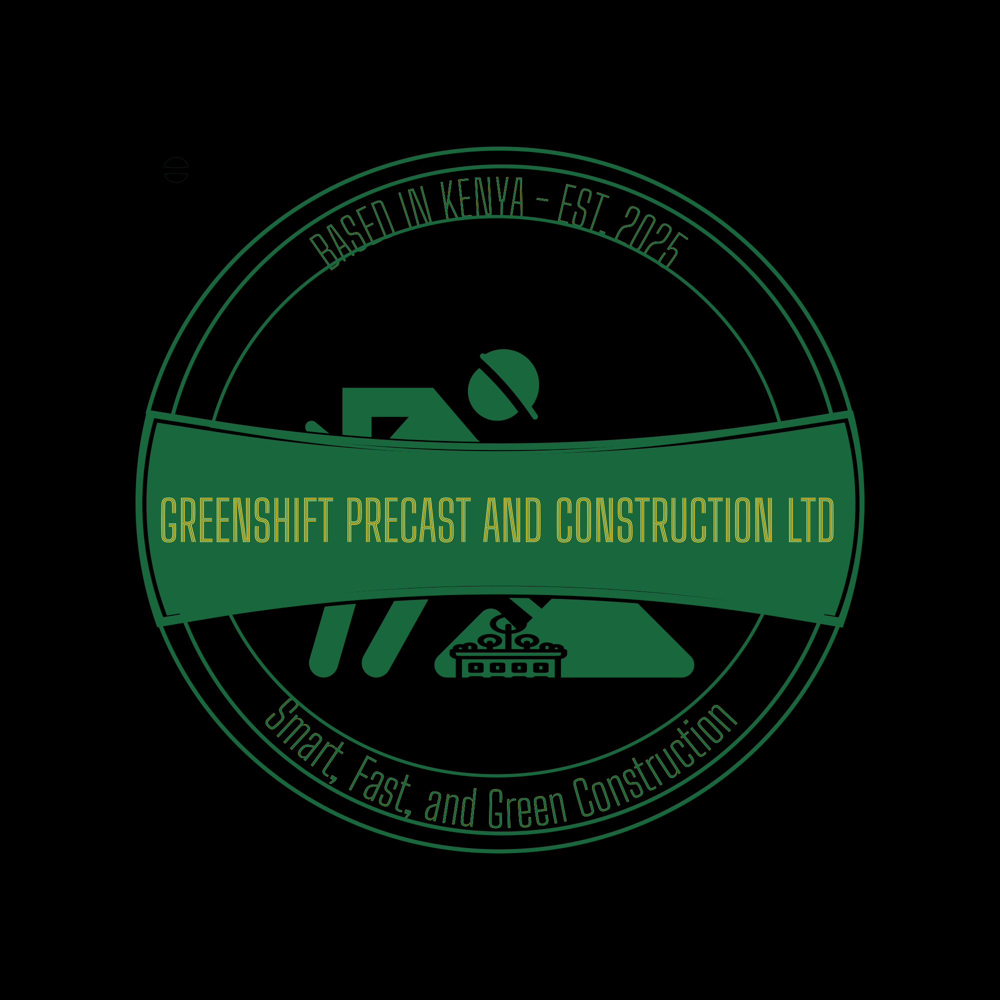 BASED IN KENYA - EST. 2025
GREENSHIFT PRECAST AND CONSTRUCTION LTD
Smart, Fast, and Green Construction